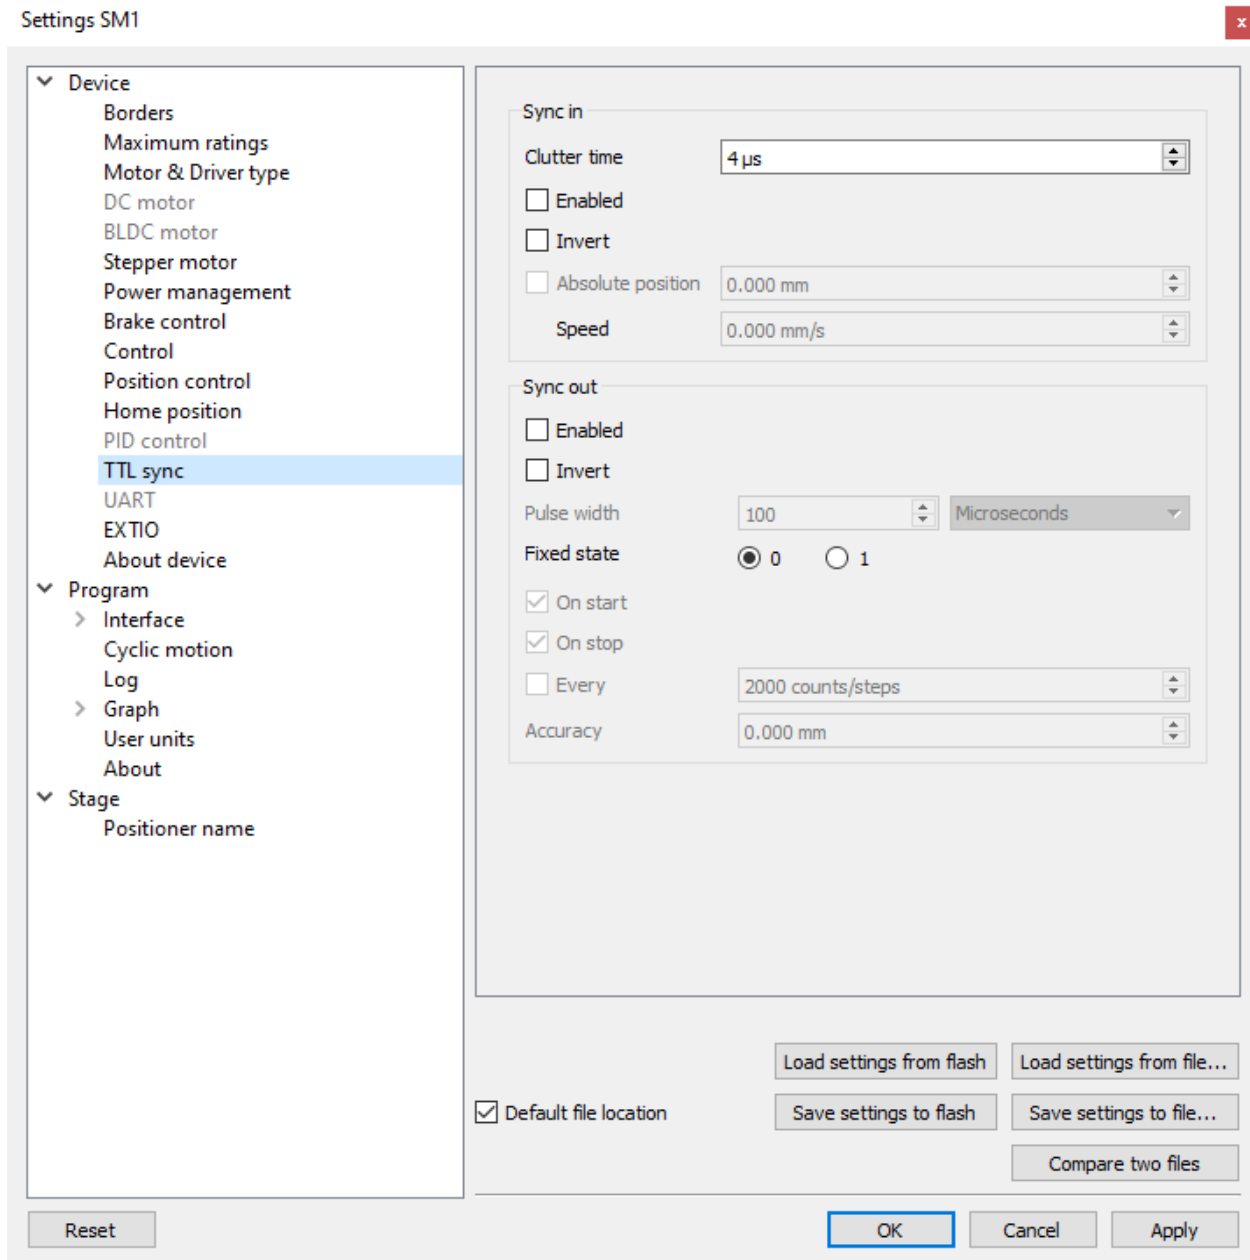 Settings SM1
x
Device
Borders
Maximum ratings
Motor & Driver type
DC motor
BLDC motor
Stepper motor
Power management
Brake control
Control
Position control
Home position
PID control
TTL sync
UART
EXTIO
About device
Program
Interface
Cyclic motion
Log
Graph
User units
About
Stage
Positioner name
Sync in
Clutter time 4 µs
Enabled
Invert
Absolute position 0.000 mm
Speed 0.000 mm/s
Sync out
Enabled
Invert
Pulse width 100 Microseconds
Fixed state 0 1
On start
On stop
Every 2000 counts/steps
Accuracy 0.000 mm
Load settings from flash Load settings from file...
Default file location Save settings to flash Save settings to file...
Compare two files
Reset OK Cancel Apply